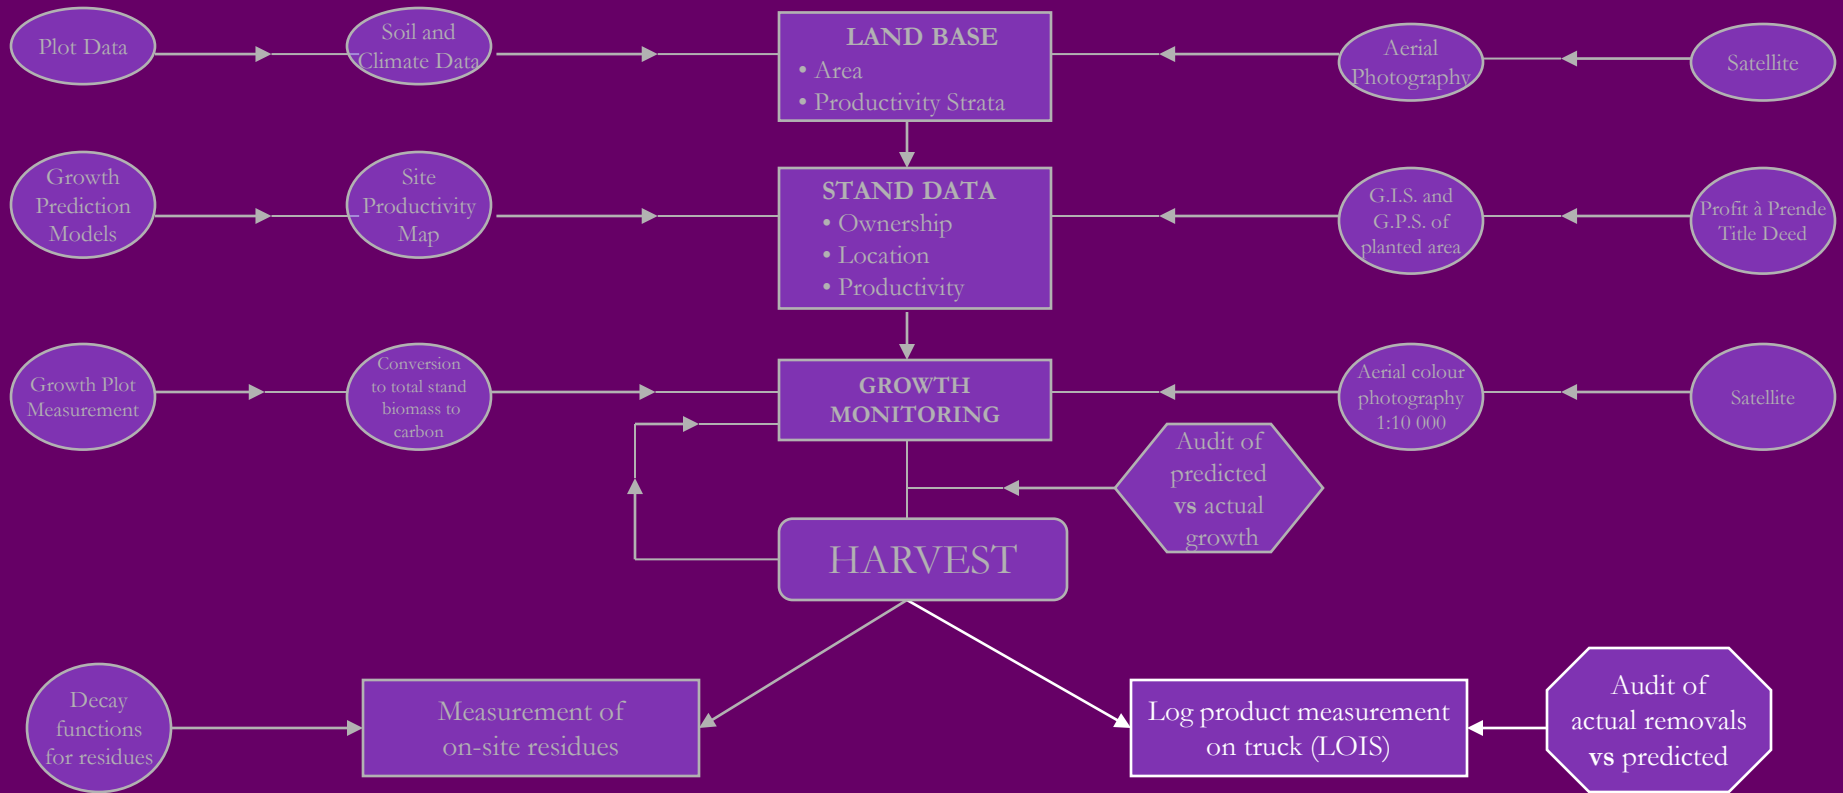 Plot Data
Soil and
Climate Data
LAND BASE
• Area
• Productivity Strata
Aerial
Photography
Satellite
Growth
Prediction
Models
Site
Productivity
Map
STAND DATA
• Ownership
• Location
• Productivity
G.I.S. and
G.P.S. of
planted area
Profit à Prende
Title Deed
Growth Plot
Measurement
Conversion
to total stand
biomass to
carbon
GROWTH
MONITORING
Aerial colour
photography
1:10 000
Satellite
Audit of
predicted
vs actual
growth
HARVEST
Decay
functions
for residues
Measurement of
on-site residues
Log product measurement
on truck (LOIS)
Audit of
actual removals
vs predicted